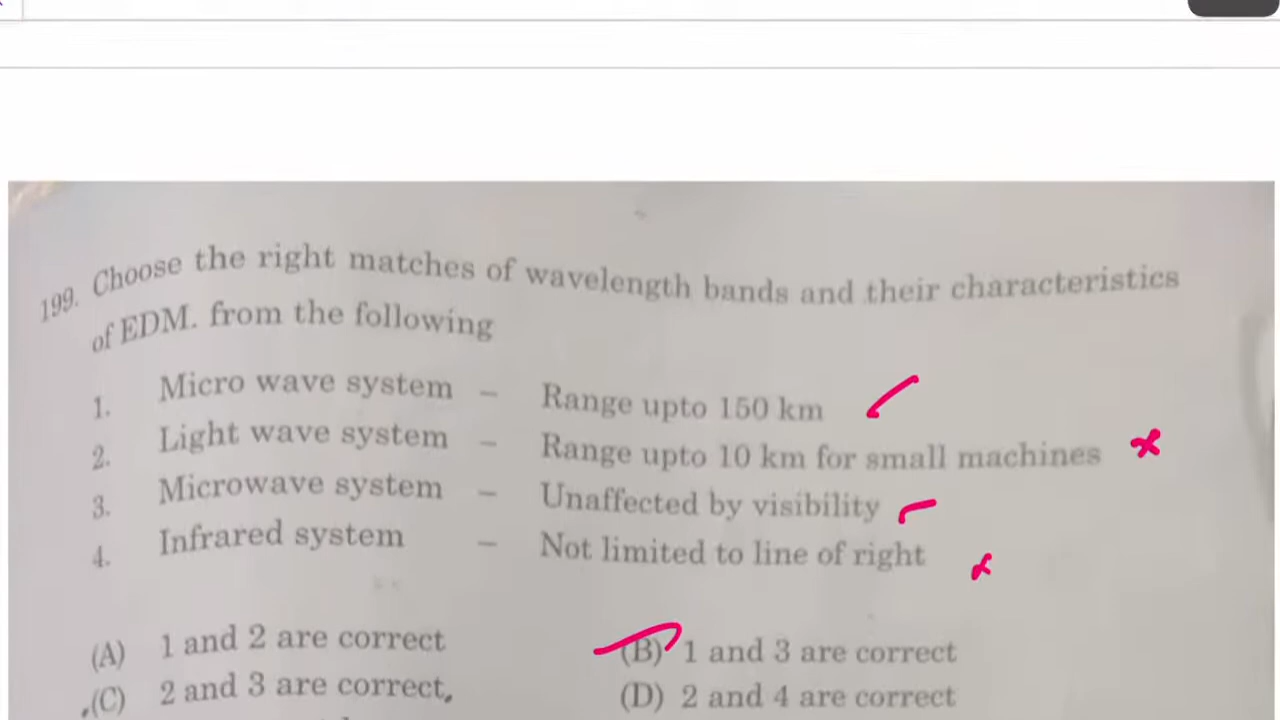 199. Choose the right matches of wavelength bands and their characteristics
of EDM. from the following
1. Micro wave system – Range upto 150 km
2. Light wave system – Range upto 10 km for small machines
3. Microwave system – Unaffected by visibility
4. Infrared system – Not limited to line of right
(A) 1 and 2 are correct (B) 1 and 3 are correct
(C) 2 and 3 are correct. (D) 2 and 4 are correct